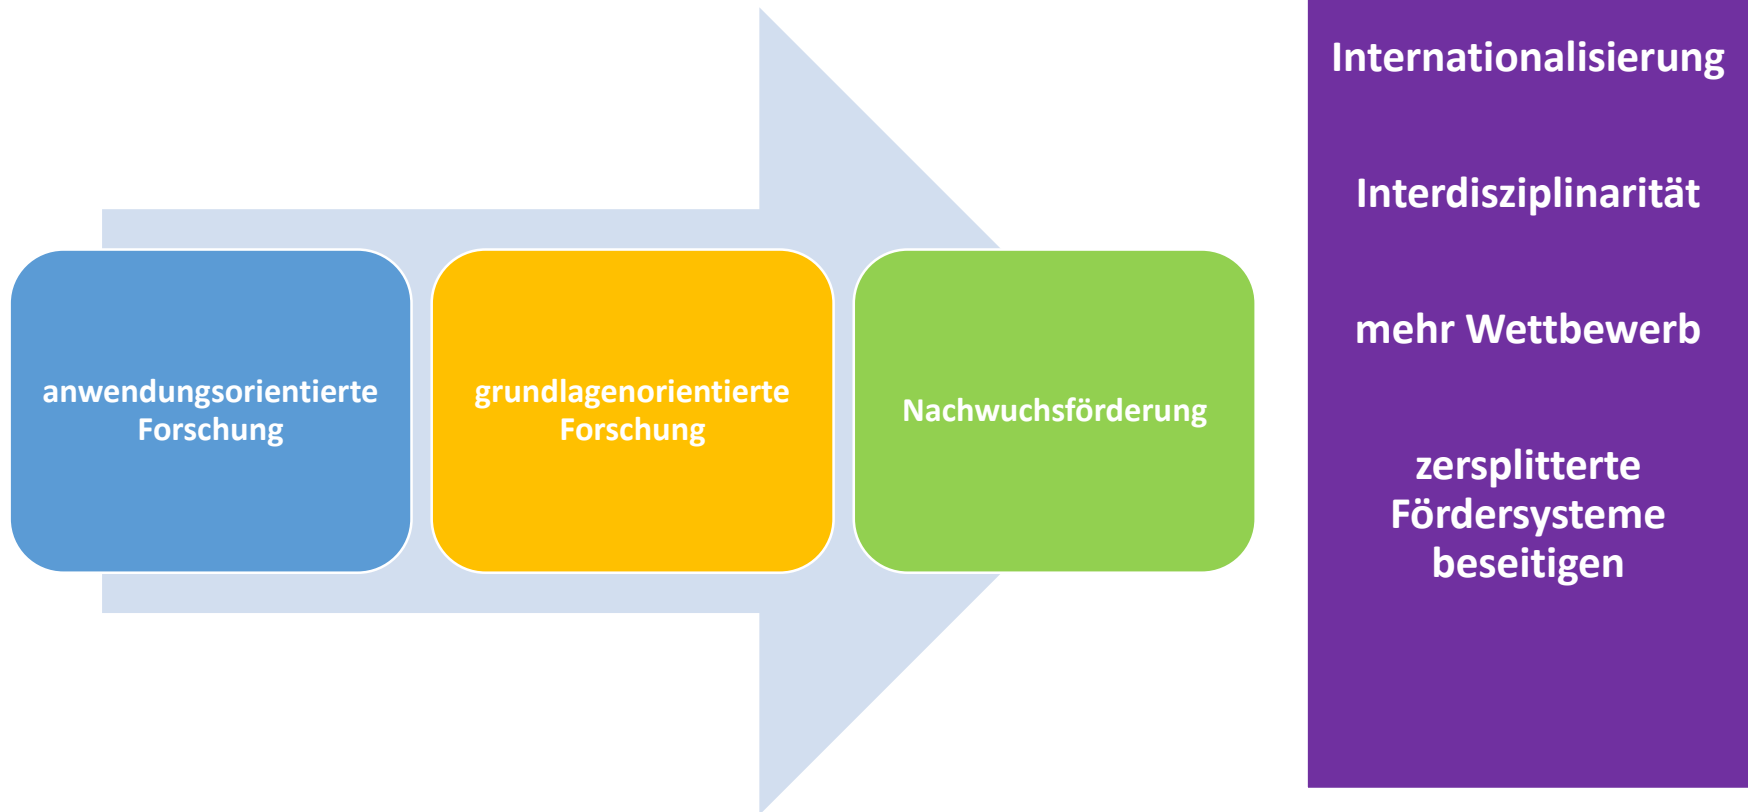 anwendungsorientierte
Forschung
grundlagenorientierte
Forschung
Nachwuchsförderung
Internationalisierung
Interdisziplinarität
mehr Wettbewerb
zersplitterte
Fördersysteme
beseitigen